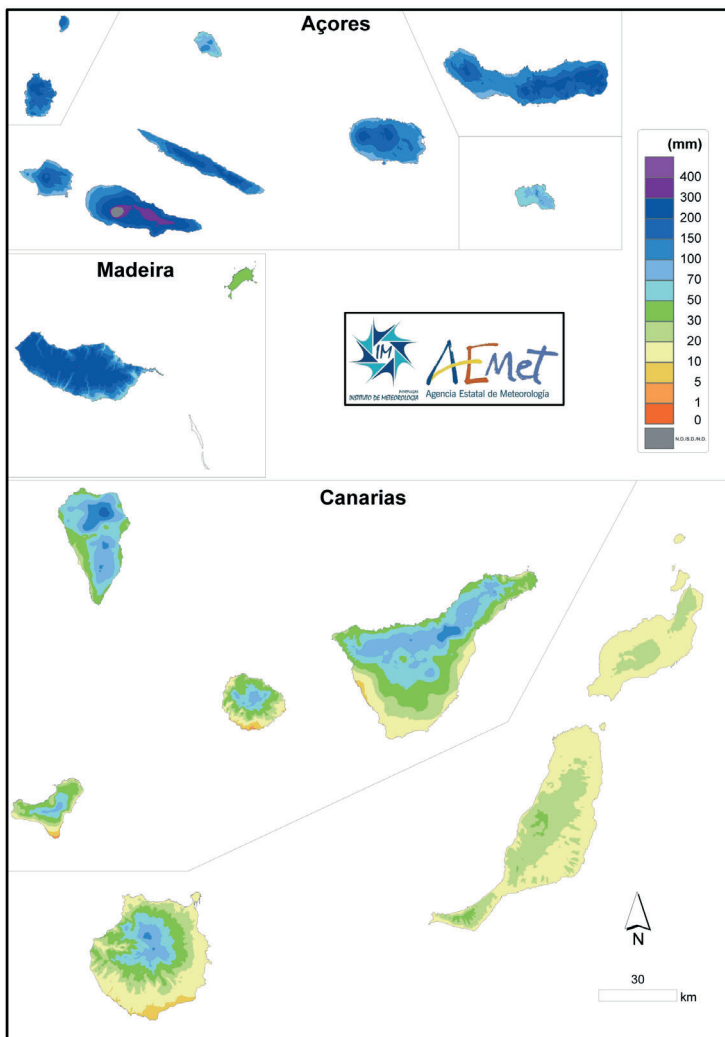 Açores
(mm)
400
300
200
150
100
70
50
30
20
10
5
1
0
N.D./S.D./N.D.
Madeira
IM
INSTITUTO DE METEOROLOGIA
AEMet
Agencia Estatal de Meteorología
Canarias
N
30
km